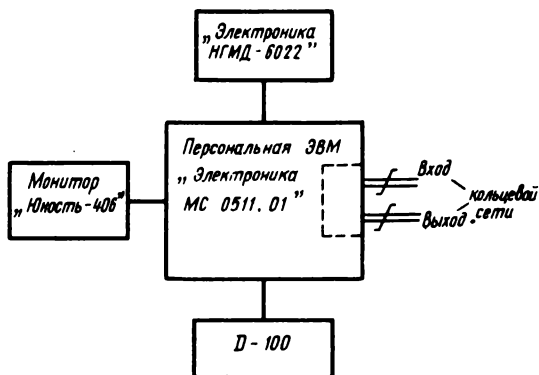 „Электроника
НГМД - 6022”
Персональная ЭВМ
„Электроника
МС 0511.01”
Монитор
„Юность-406”
Вход
Выход
кольцевой
сети
D - 100